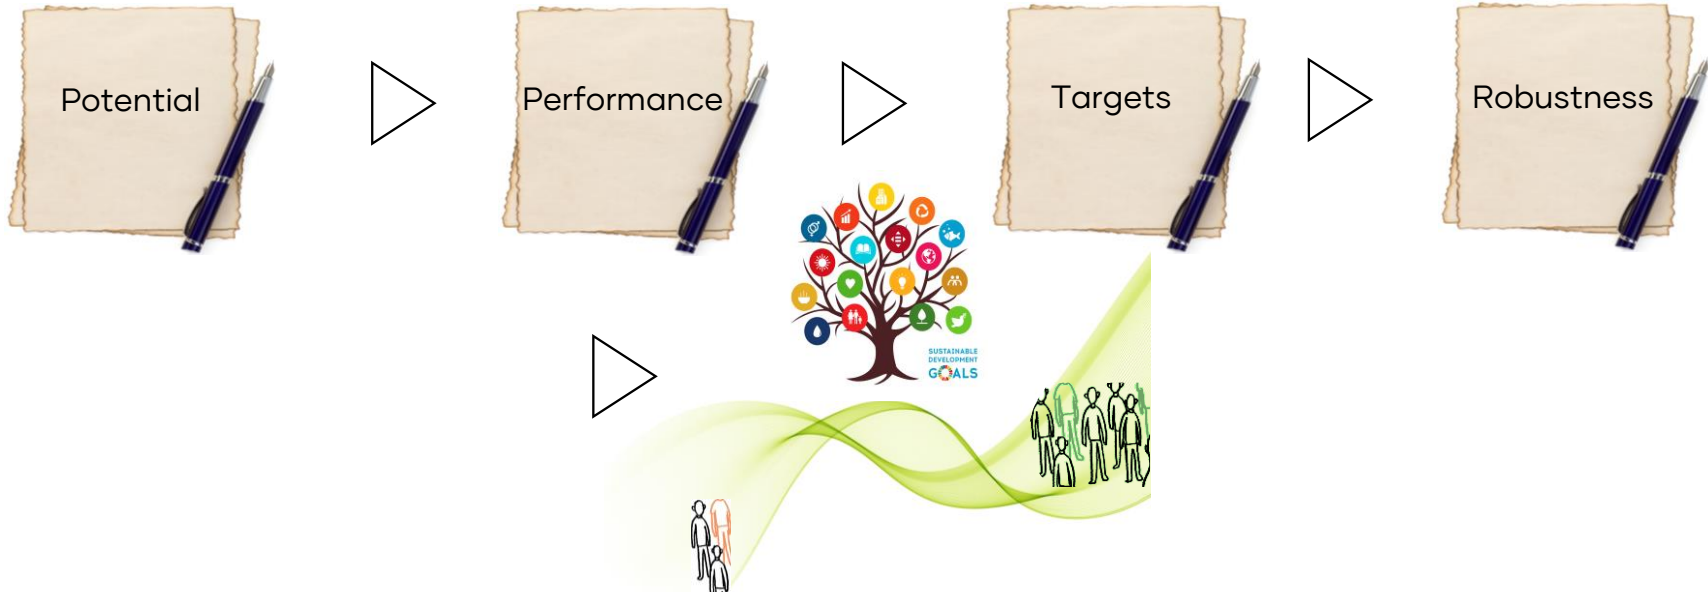 Potential
Performance
Targets
Robustness
SUSTAINABLE
DEVELOPMENT
GOALS